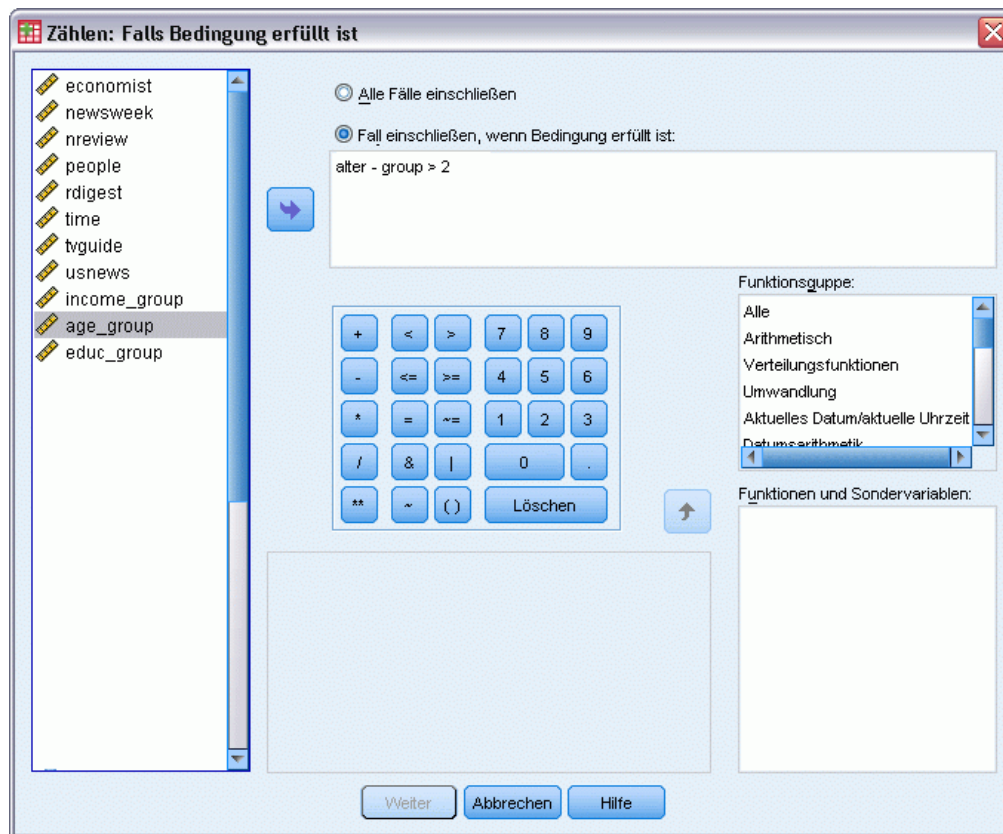 Zählen: Falls Bedingung erfüllt ist
economist
newsweek
nreview
people
rdigest
time
tvguide
usnews
income_group
age_group
educ_group
Alle Fälle einschließen
Fall einschließen, wenn Bedingung erfüllt ist:
alter - group > 2
+ < > 7 8 9
- <= >= 4 5 6
* = ~= 1 2 3
/ & | 0 .
** ~ ( ) Löschen
Funktionsgruppe:
Alle
Arithmetisch
Verteilungsfunktionen
Umwandlung
Aktuelles Datum/aktuelle Uhrzeit
Datumsarithmetik
Funktionen und Sondervariablen:
Weiter Abbrechen Hilfe